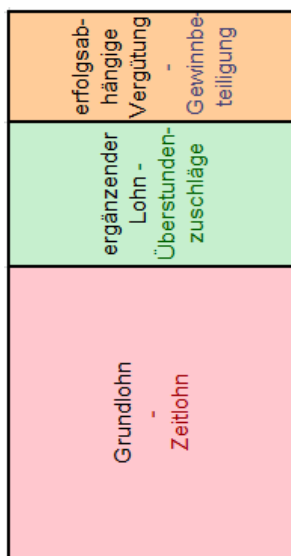 Grundlohn
-
Zeitlohn
ergänzender
Lohn -
Überstunden-
zuschläge
erfolgsab-
hängige
Vergütung
-
Gewinnbe-
teiligung